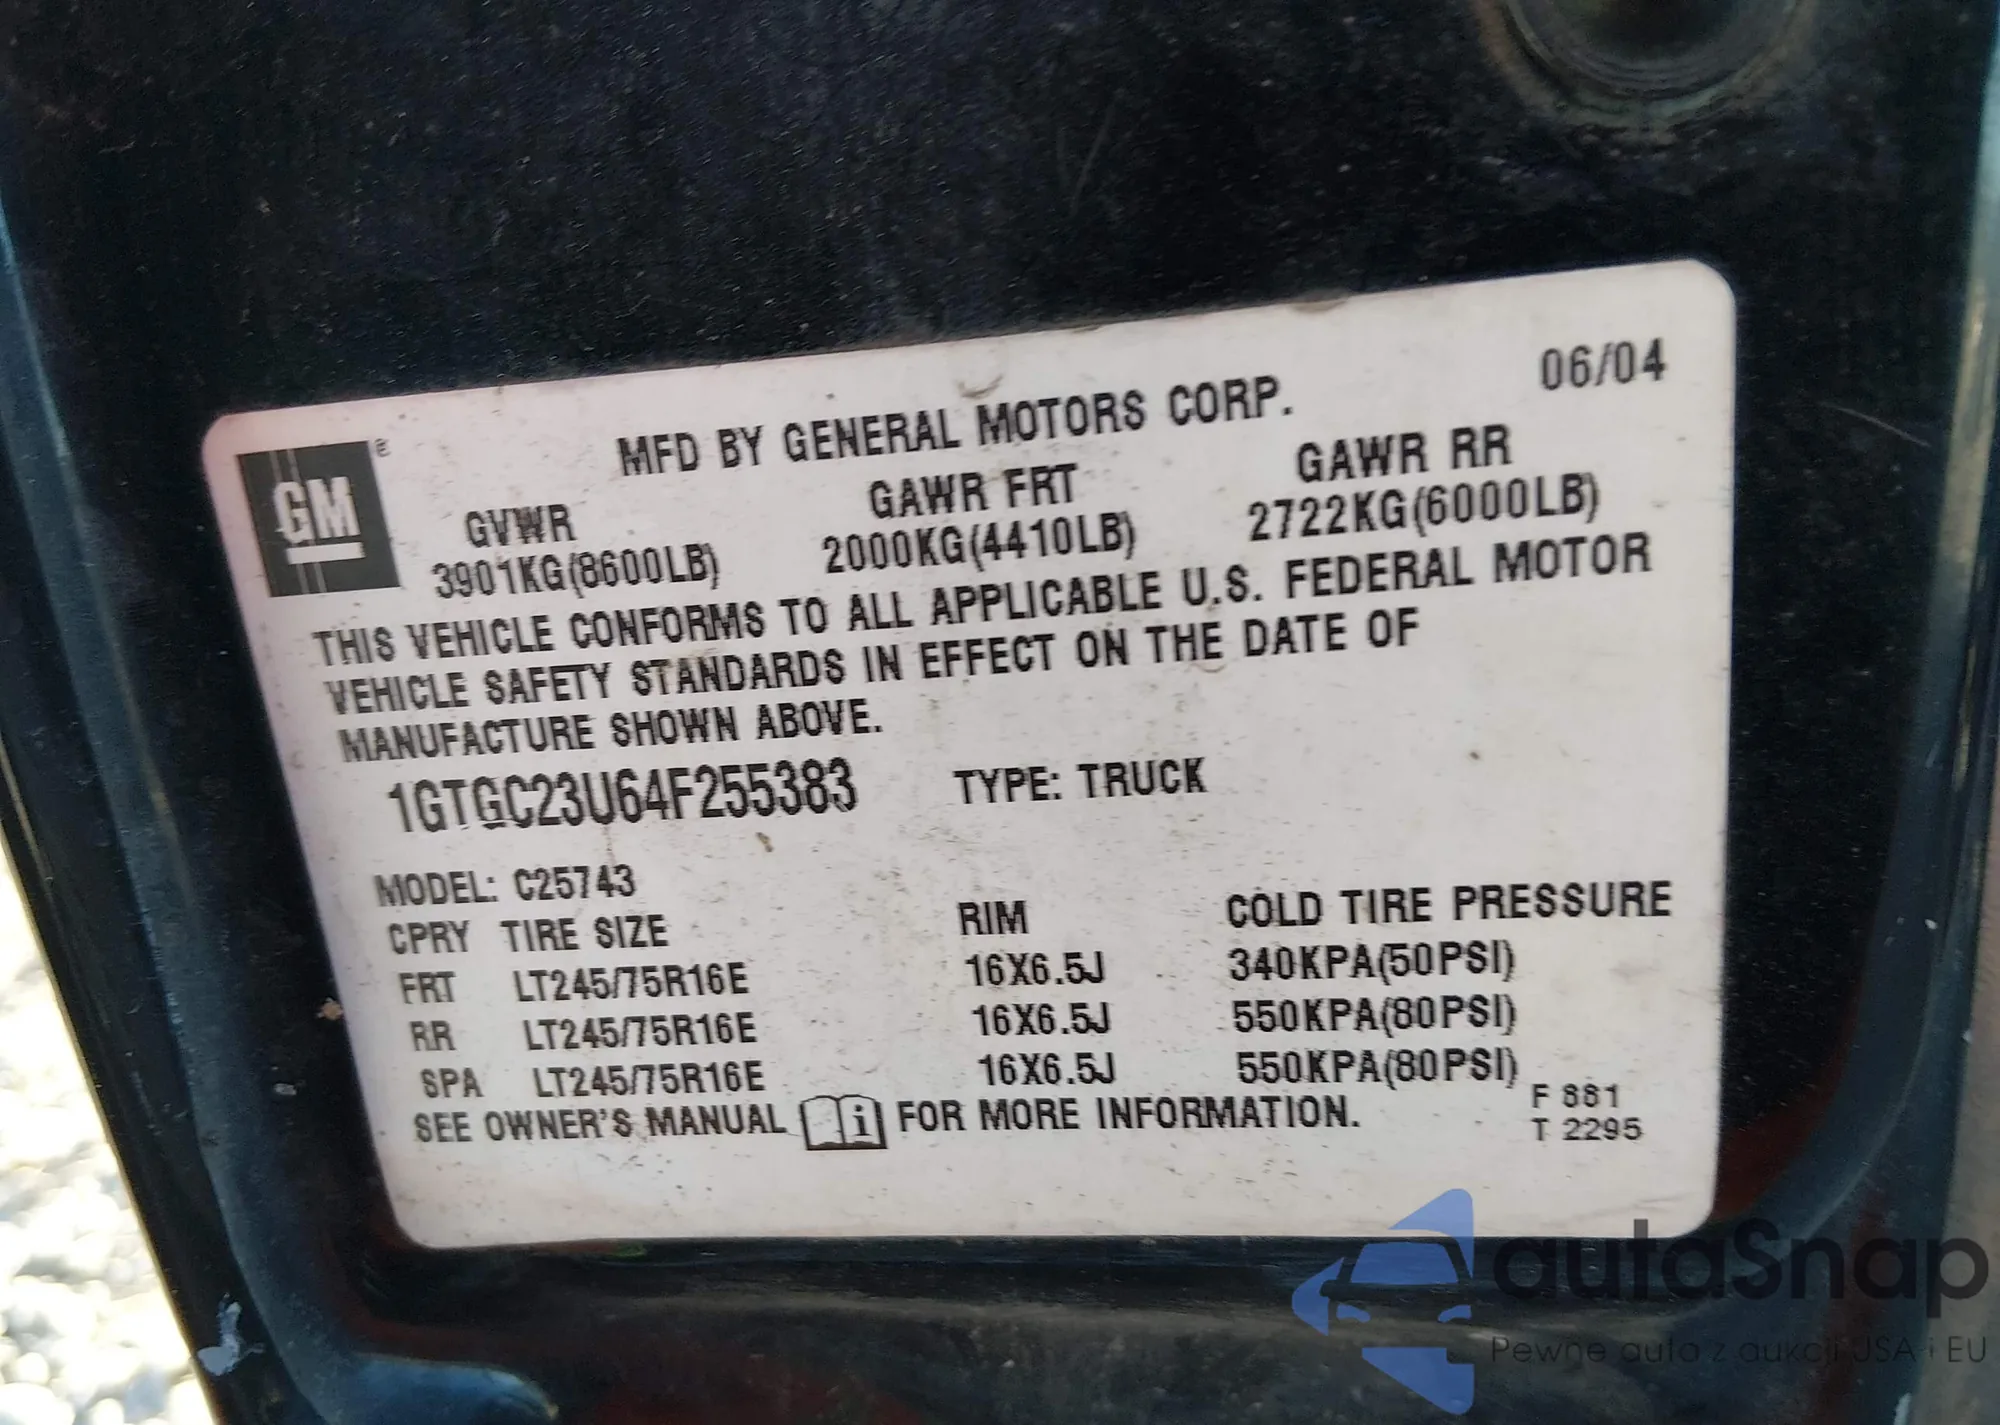 06/04
MFD BY GENERAL MOTORS CORP.
GM ®
GVWR GAWR FRT GAWR RR
3901KG(8600LB) 2000KG(4410LB) 2722KG(6000LB)
THIS VEHICLE CONFORMS TO ALL APPLICABLE U.S. FEDERAL MOTOR
VEHICLE SAFETY STANDARDS IN EFFECT ON THE DATE OF
MANUFACTURE SHOWN ABOVE.
1GTGC23U64F255383 TYPE: TRUCK
MODEL: C25743
CPRY TIRE SIZE RIM COLD TIRE PRESSURE
FRT LT245/75R16E 16X6.5J 340KPA(50PSI)
RR LT245/75R16E 16X6.5J 550KPA(80PSI)
SPA LT245/75R16E 16X6.5J 550KPA(80PSI)
SEE OWNER'S MANUAL i FOR MORE INFORMATION.
F 881
T 2295
autaSnap
Pewne auta z aukcji USA i EU